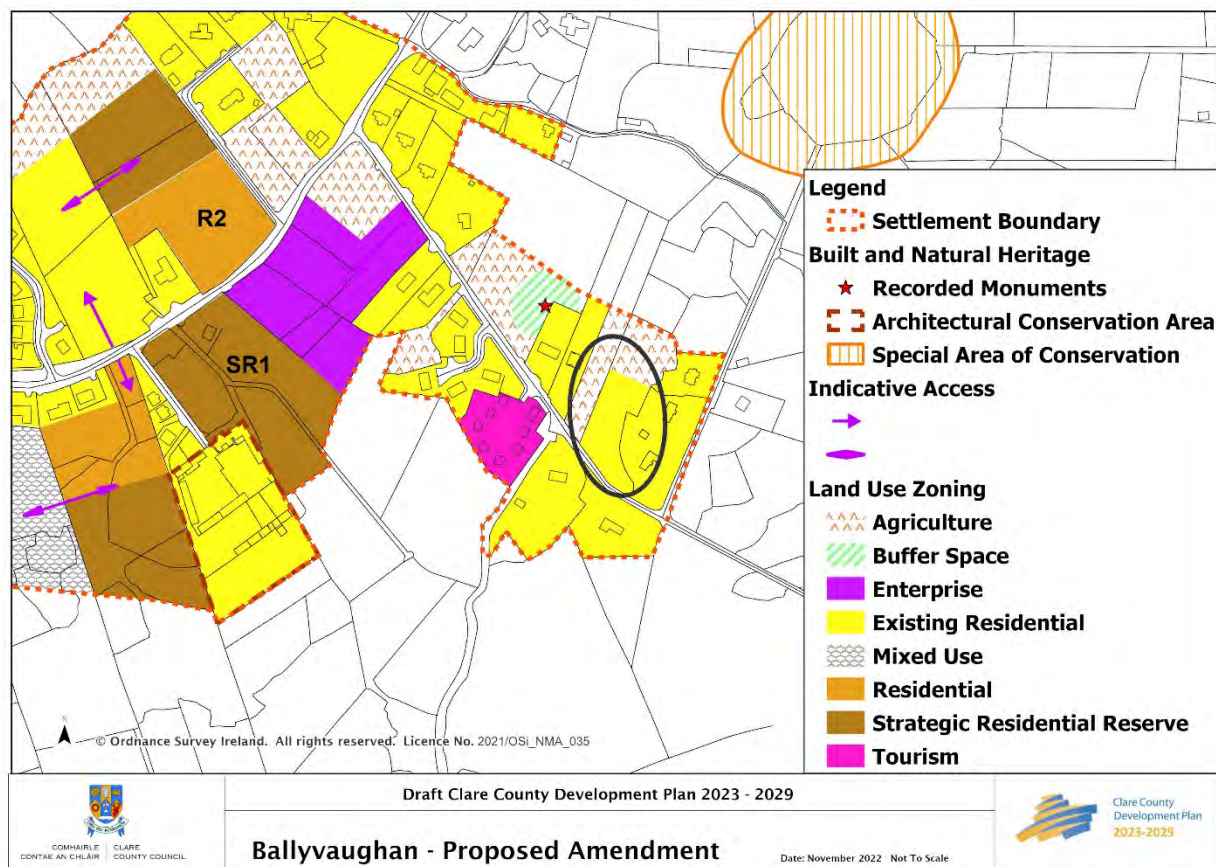 R2
SR1
Legend
Settlement Boundary
Built and Natural Heritage
Recorded Monuments
Architectural Conservation Area
Special Area of Conservation
Indicative Access
Land Use Zoning
Agriculture
Buffer Space
Enterprise
Existing Residential
Mixed Use
Residential
Strategic Residential Reserve
Tourism
N
© Ordnance Survey Ireland. All rights reserved. Licence No. 2021/OSi_NMA_035
COMHAIRLE CONTAE AN CHLÁIR
CLARE COUNTY COUNCIL
Draft Clare County Development Plan 2023 - 2029
Ballyvaughan - Proposed Amendment
Date: November 2022 Not To Scale
Clare County
Development Plan
2023-2029